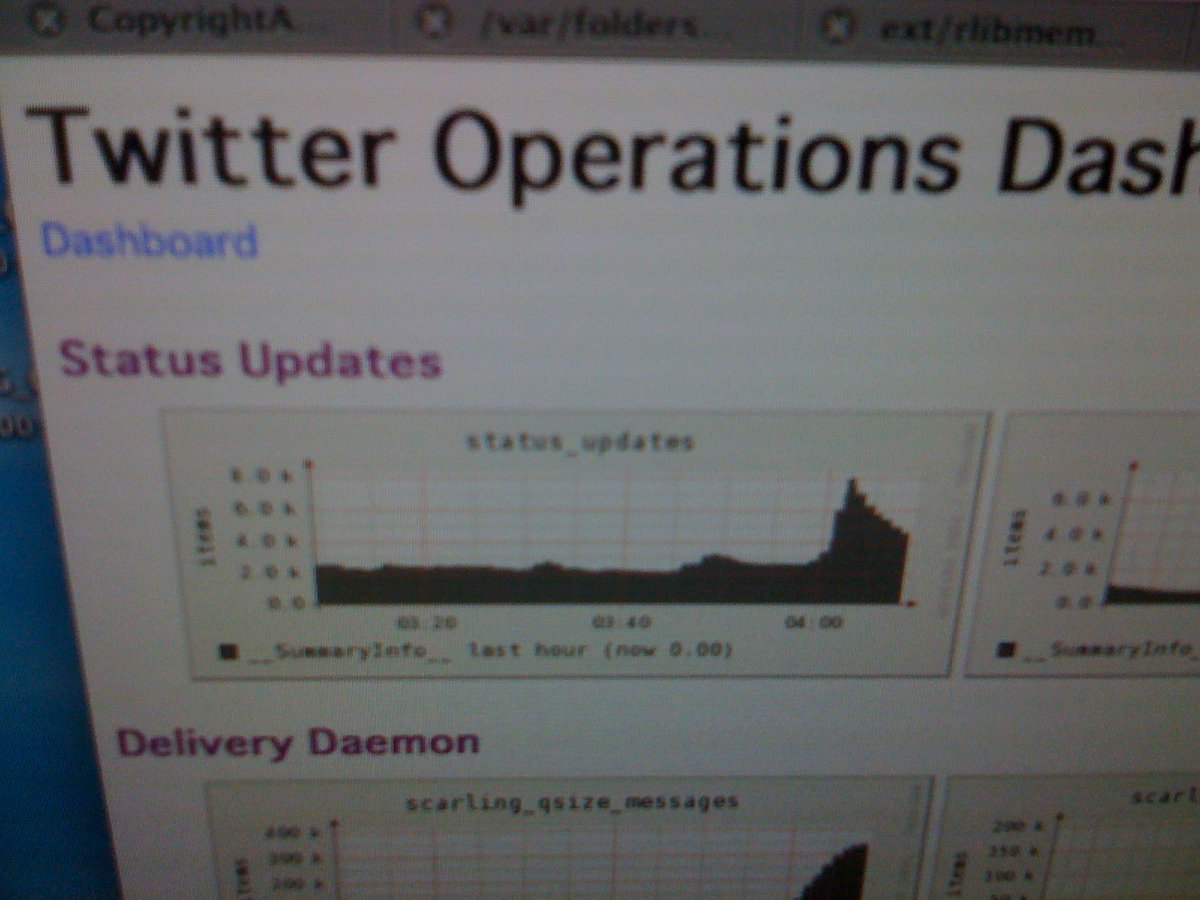 CopyrightA... /var/folders... ext/rlibmem...
Twitter Operations Dash
Dashboard
Status Updates
status_updates
8.0 k
6.0 k
4.0 k
2.0 k
0.0
items
03:20 03:40 04:00
__SummaryInfo__ last hour (now 0.00)
6.0 k
4.0 k
2.0 k
0.0
items
__SummaryInfo_
Delivery Daemon
scarling_qsize_messages
400 k
300 k
200 k
scarl
200 k
150 k
100 k